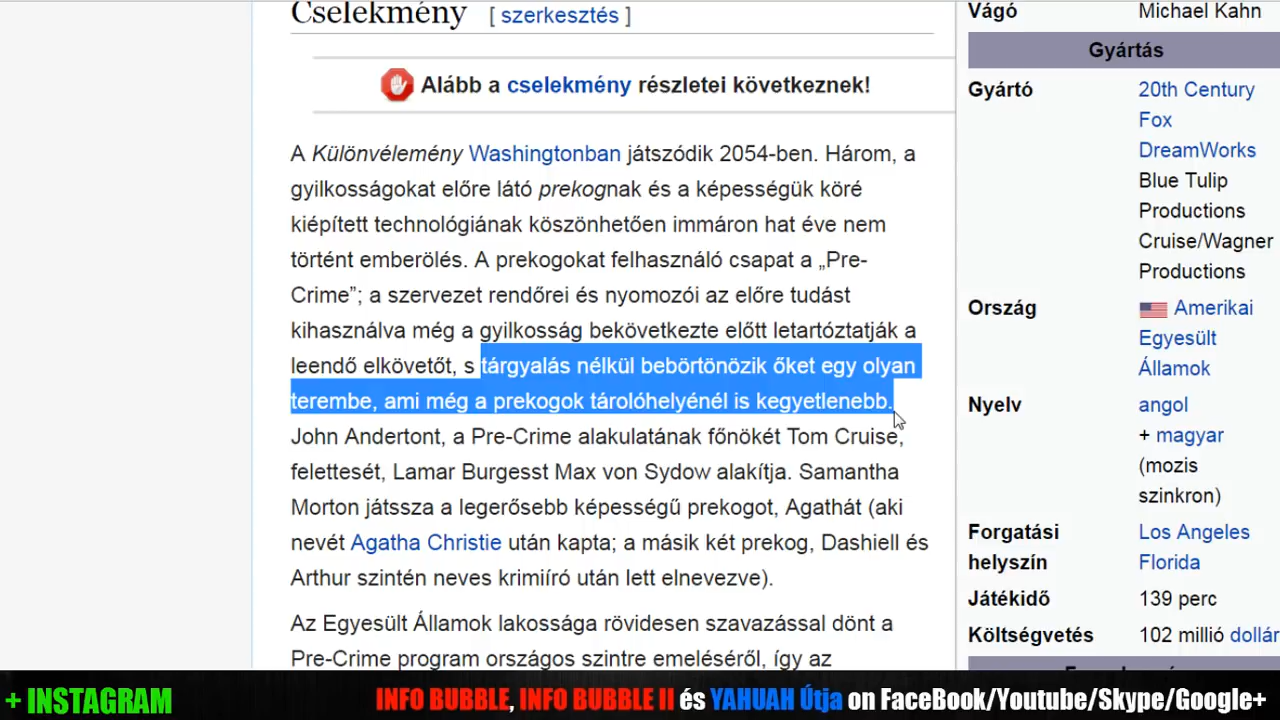 Cselekmény [ szerkesztés ]
Alább a cselekmény részletei következnek!
A Különvélemény Washingtonban játszódik 2054-ben. Három, a
gyilkosságokat előre látó prekognak és a képességük köré
kiépített technológiának köszönhetően immáron hat éve nem
történt emberölés. A prekogokat felhasználó csapat a „Pre-
Crime”; a szervezet rendőrei és nyomozói az előre tudást
kihasználva még a gyilkosság bekövetkezte előtt letartóztatják a
leendő elkövetőt, s tárgyalás nélkül bebörtönözik őket egy olyan
terembe, ami még a prekogok tárolóhelyénél is kegyetlenebb.
John Andertont, a Pre-Crime alakulatának főnökét Tom Cruise,
felettesét, Lamar Burgesst Max von Sydow alakítja. Samantha
Morton játssza a legerősebb képességű prekogot, Agathát (aki
nevét Agatha Christie után kapta; a másik két prekog, Dashiell és
Arthur szintén neves krimiíró után lett elnevezve).
Az Egyesült Államok lakossága rövidesen szavazással dönt a
Pre-Crime program országos szintre emeléséről, így az
Vágó Michael Kahn
Gyártás
Gyártó 20th Century
Fox
DreamWorks
Blue Tulip
Productions
Cruise/Wagner
Productions
Ország Amerikai
Egyesült
Államok
Nyelv angol
+ magyar
(mozis
szinkron)
Forgatási Los Angeles
helyszín Florida
Játékidő 139 perc
Költségvetés 102 millió dollár
+ INSTAGRAM INFO BUBBLE, INFO BUBBLE II és YAHUAH Útja on FaceBook/Youtube/Skype/Google+